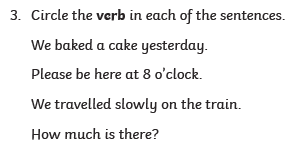 3. Circle the verb in each of the sentences.
We baked a cake yesterday.
Please be here at 8 o'clock.
We travelled slowly on the train.
How much is there?